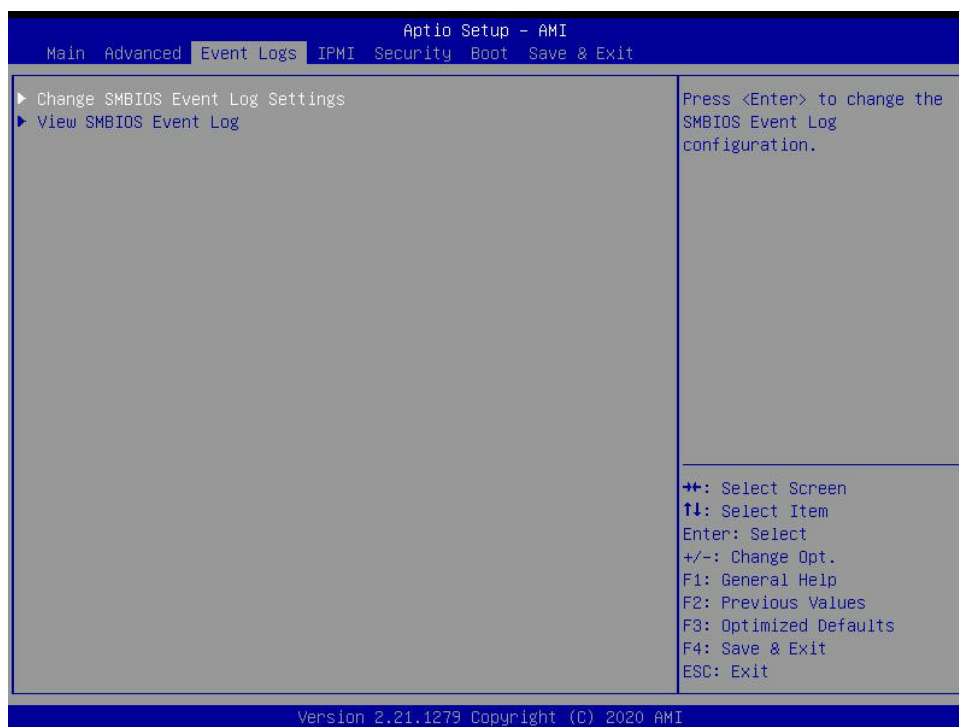 Aptio Setup – AMI
Main Advanced Event Logs IPMI Security Boot Save & Exit
▶ Change SMBIOS Event Log Settings
▶ View SMBIOS Event Log
Press <Enter> to change the
SMBIOS Event Log
configuration.
→←: Select Screen
↑↓: Select Item
Enter: Select
+/-: Change Opt.
F1: General Help
F2: Previous Values
F3: Optimized Defaults
F4: Save & Exit
ESC: Exit
Version 2.21.1279 Copyright (C) 2020 AMI